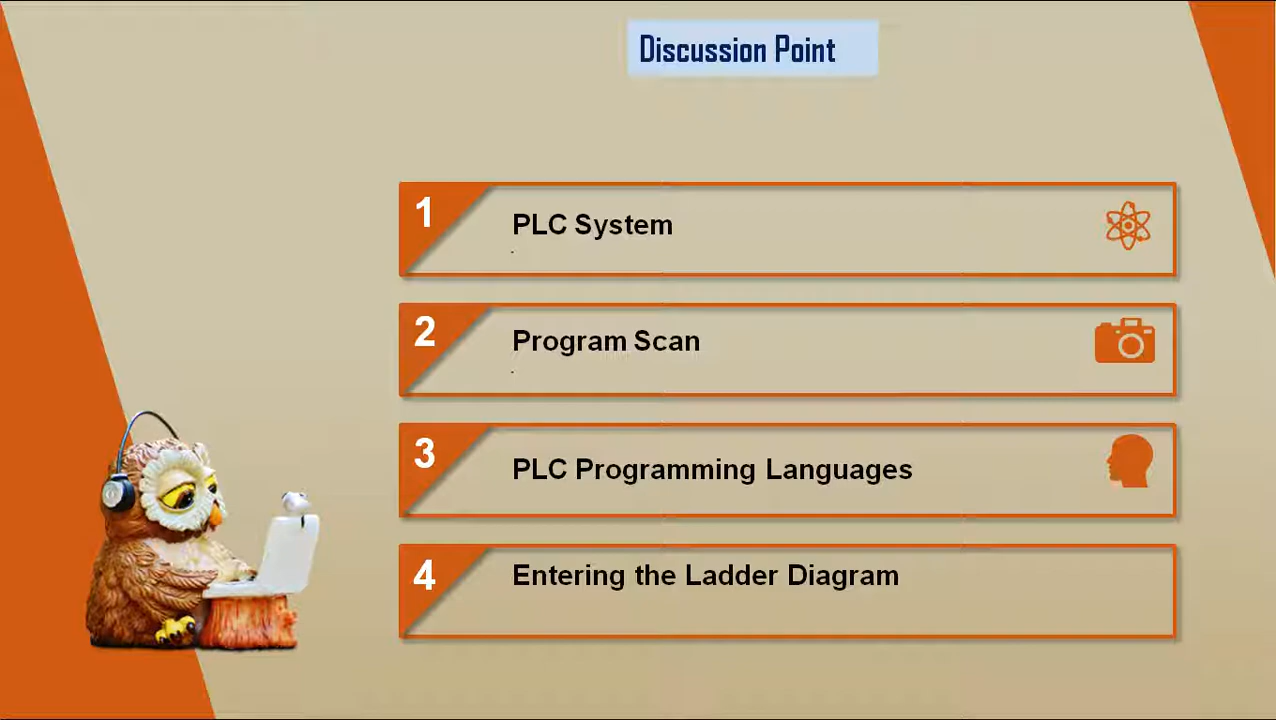 Discussion Point
1
PLC System
.
2
Program Scan
.
3
PLC Programming Languages
4
Entering the Ladder Diagram